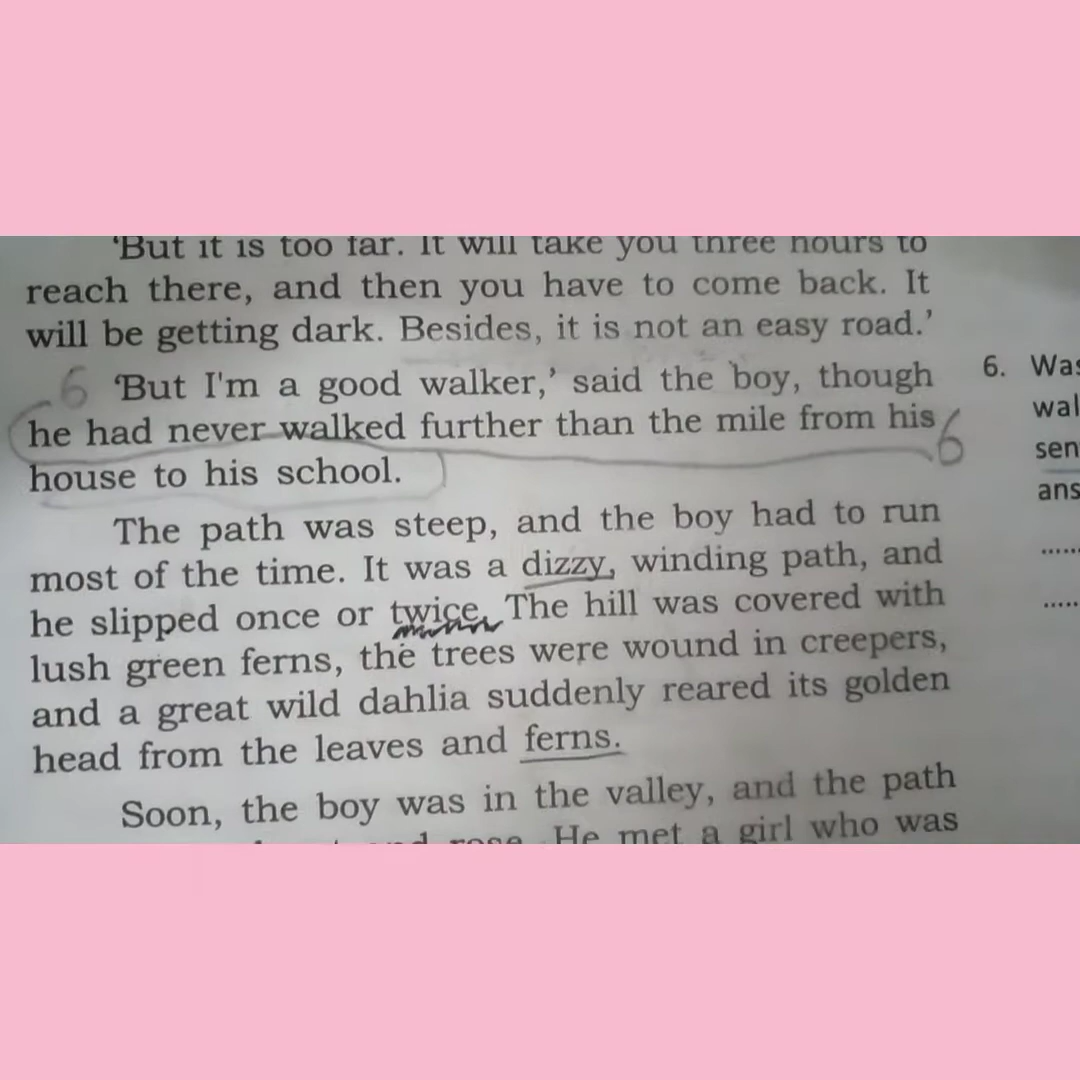 'But it is too far. It will take you three hours to
reach there, and then you have to come back. It
will be getting dark. Besides, it is not an easy road.'
6 'But I'm a good walker,' said the boy, though
he had never walked further than the mile from his 6
house to his school.
The path was steep, and the boy had to run
most of the time. It was a dizzy, winding path, and
he slipped once or twice. The hill was covered with
lush green ferns, the trees were wound in creepers,
and a great wild dahlia suddenly reared its golden
head from the leaves and ferns.
Soon, the boy was in the valley, and the path
rose. He met a girl who was
6. Was
wal
sen
ans
......
.....